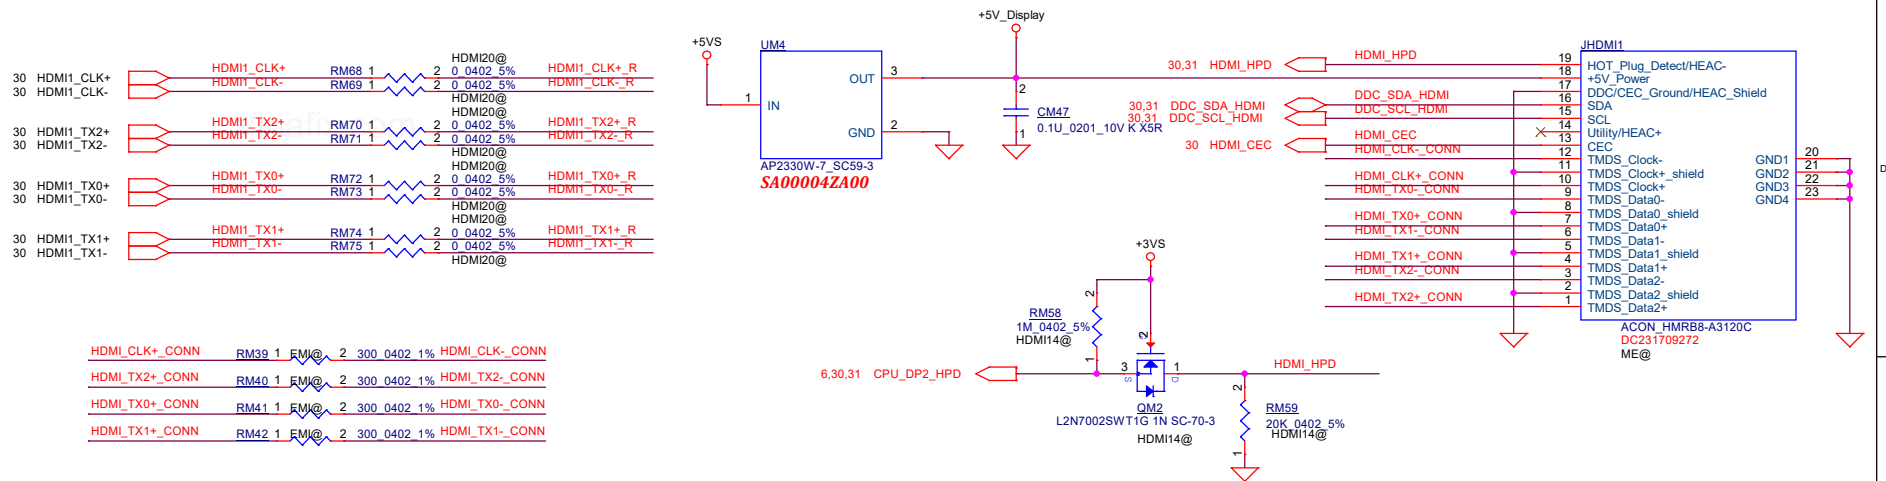 30 HDMI1_CLK+ HDMI1_CLK+ RM68 1 2 0_0402_5% HDMI20@ HDMI1_CLK+_R
30 HDMI1_CLK- HDMI1_CLK- RM69 1 2 0_0402_5% HDMI20@ HDMI1_CLK-_R
30 HDMI1_TX2+ HDMI1_TX2+ RM70 1 2 0_0402_5% HDMI20@ HDMI1_TX2+_R
30 HDMI1_TX2- HDMI1_TX2- RM71 1 2 0_0402_5% HDMI20@ HDMI1_TX2-_R
30 HDMI1_TX0+ HDMI1_TX0+ RM72 1 2 0_0402_5% HDMI20@ HDMI1_TX0+_R
30 HDMI1_TX0- HDMI1_TX0- RM73 1 2 0_0402_5% HDMI20@ HDMI1_TX0-_R
30 HDMI1_TX1+ HDMI1_TX1+ RM74 1 2 0_0402_5% HDMI20@ HDMI1_TX1+_R
30 HDMI1_TX1- HDMI1_TX1- RM75 1 2 0_0402_5% HDMI20@ HDMI1_TX1-_R
HDMI_CLK+_CONN RM39 1 EMI@ 2 300_0402_1% HDMI_CLK-_CONN
HDMI_TX2+_CONN RM40 1 EMI@ 2 300_0402_1% HDMI_TX2-_CONN
HDMI_TX0+_CONN RM41 1 EMI@ 2 300_0402_1% HDMI_TX0-_CONN
HDMI_TX1+_CONN RM42 1 EMI@ 2 300_0402_1% HDMI_TX1-_CONN
+5VS
UM4
OUT 3
1 IN
GND 2
AP2330W-7_SC59-3
SA00004ZA00
+5V_Display
2
CM47
0.1U_0201_10V K X5R
1
+3VS
2
RM58
1M_0402_5%
HDMI14@
1
2
G
6,30,31 CPU_DP2_HPD 3 S D 1 HDMI_HPD
QM2
L2N7002SWT1G 1N SC-70-3
HDMI14@
2
RM59
20K_0402_5%
HDMI14@
1
JHDMI1
30,31 HDMI_HPD HDMI_HPD 19 HOT_Plug_Detect/HEAC-
18 +5V_Power
17 DDC/CEC_Ground/HEAC_Shield
30,31 DDC_SDA_HDMI DDC_SDA_HDMI 16 SDA
30,31 DDC_SCL_HDMI DDC_SCL_HDMI 15 SCL
14 Utility/HEAC+
30 HDMI_CEC HDMI_CEC 13 CEC
HDMI_CLK-_CONN 12 TMDS_Clock-
11 TMDS_Clock+_shield
HDMI_CLK+_CONN 10 TMDS_Clock+
HDMI_TX0-_CONN 9 TMDS_Data0-
8 TMDS_Data0_shield
HDMI_TX0+_CONN 7 TMDS_Data0+
HDMI_TX1-_CONN 6 TMDS_Data1-
5 TMDS_Data1_shield
HDMI_TX1+_CONN 4 TMDS_Data1+
HDMI_TX2-_CONN 3 TMDS_Data2-
2 TMDS_Data2_shield
HDMI_TX2+_CONN 1 TMDS_Data2+
GND1 20
GND2 21
GND3 22
GND4 23
ACON_HMRB8-A3120C
DC231709272
ME@
D